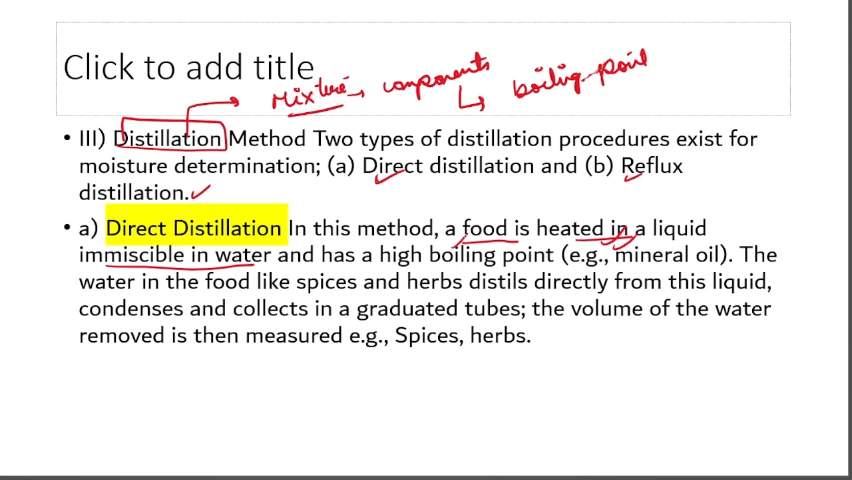 Click to add title
Mixture → components
↳ boiling-point
• III) Distillation Method Two types of distillation procedures exist for
moisture determination; (a) Direct distillation and (b) Reflux
distillation.
• a) Direct Distillation In this method, a food is heated in a liquid
immiscible in water and has a high boiling point (e.g., mineral oil). The
water in the food like spices and herbs distils directly from this liquid,
condenses and collects in a graduated tubes; the volume of the water
removed is then measured e.g., Spices, herbs.